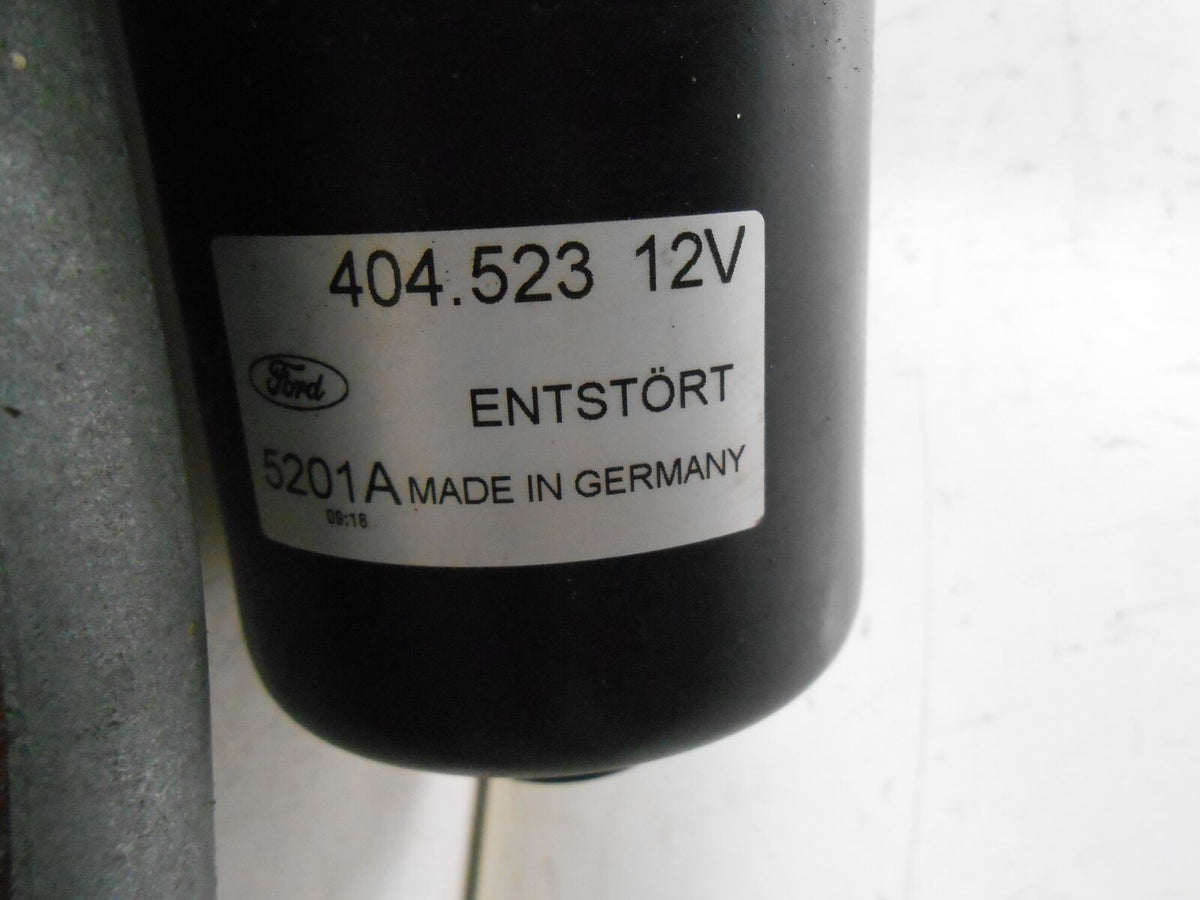 404.523 12V
Ford
ENTSTÖRT
5201A MADE IN GERMANY
09:18